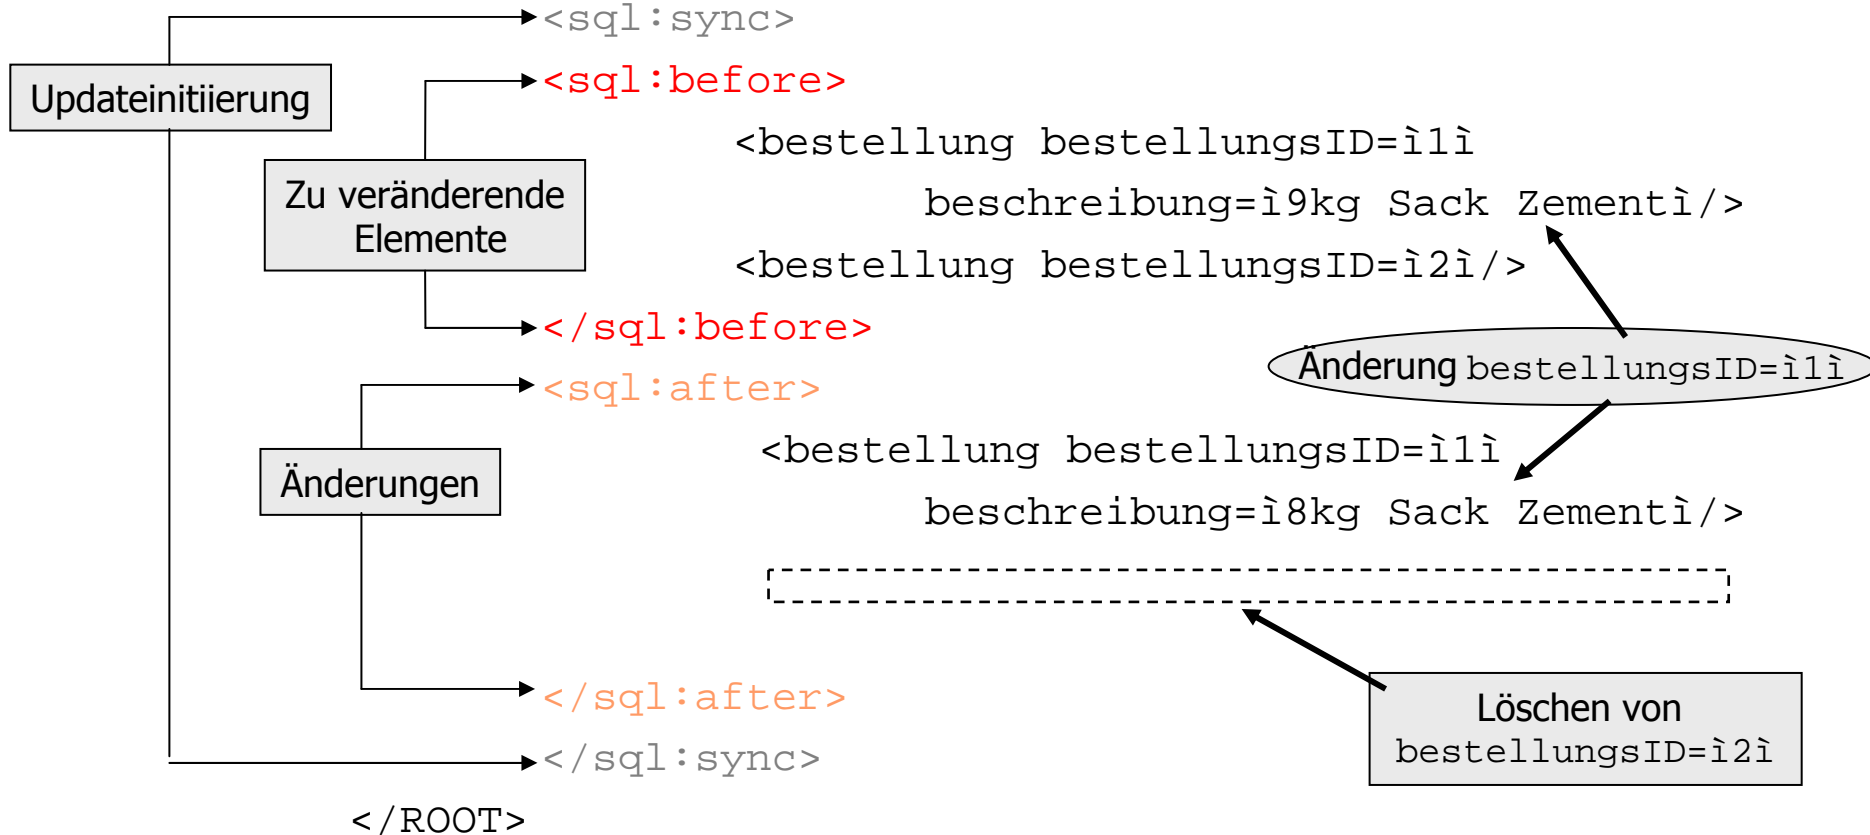 <sql:sync>
<sql:before>
Updateinitiierung
<bestellung bestellungsID=ì1ì
Zu veränderende
Elemente
beschreibung=ì9kg Sack Zementì/>
<bestellung bestellungsID=ì2ì/>
</sql:before>
Änderung bestellungsID=ì1ì
<sql:after>
<bestellung bestellungsID=ì1ì
Änderungen
beschreibung=ì8kg Sack Zementì/>
</sql:after>
Löschen von
bestellungsID=ì2ì
</sql:sync>
</ROOT>